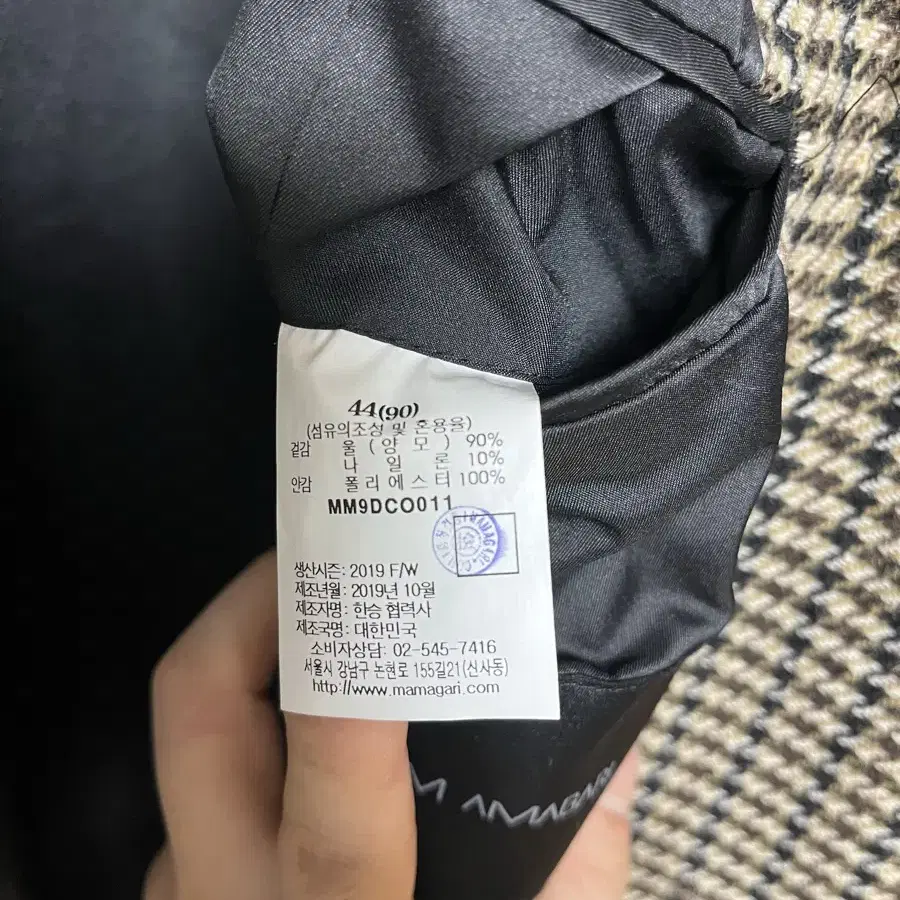 44(90)
(섬유의조성 및 혼용율)
겉감 울 ( 양 모 ) 90%
나 일 론 10%
안감 폴리에스터 100%
MM9DCO011
MAMAGARI
생산시즌: 2019 F/W
제조년월: 2019년 10월
제조자명: 한승 협력사
제조국명: 대한민국
소비자상담: 02-545-7416
서울시 강남구 논현로 155길21(신사동)
http://www.mamagari.com
M AMAGARI